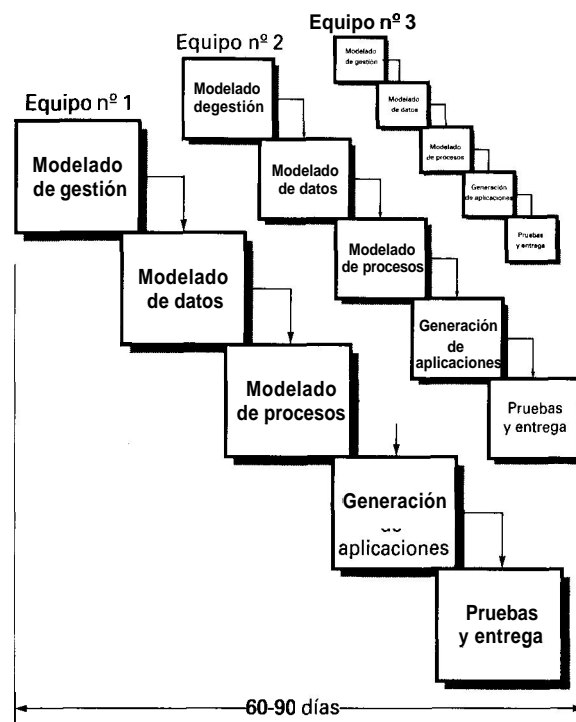 Equipo nº 1
Modelado
de gestión
Modelado
de datos
Modelado
de procesos
Generación
de
aplicaciones
Pruebas
y entrega
Equipo nº 2
Modelado
degestión
Modelado
de datos
Modelado
de procesos
Generación
de
aplicaciones
Pruebas
y entrega
Equipo nº 3
Modelado
de gestión
Modelado
de datos
Modelado
de procesos
Generación
de aplicaciones
Pruebas
y entrega
60-90 días